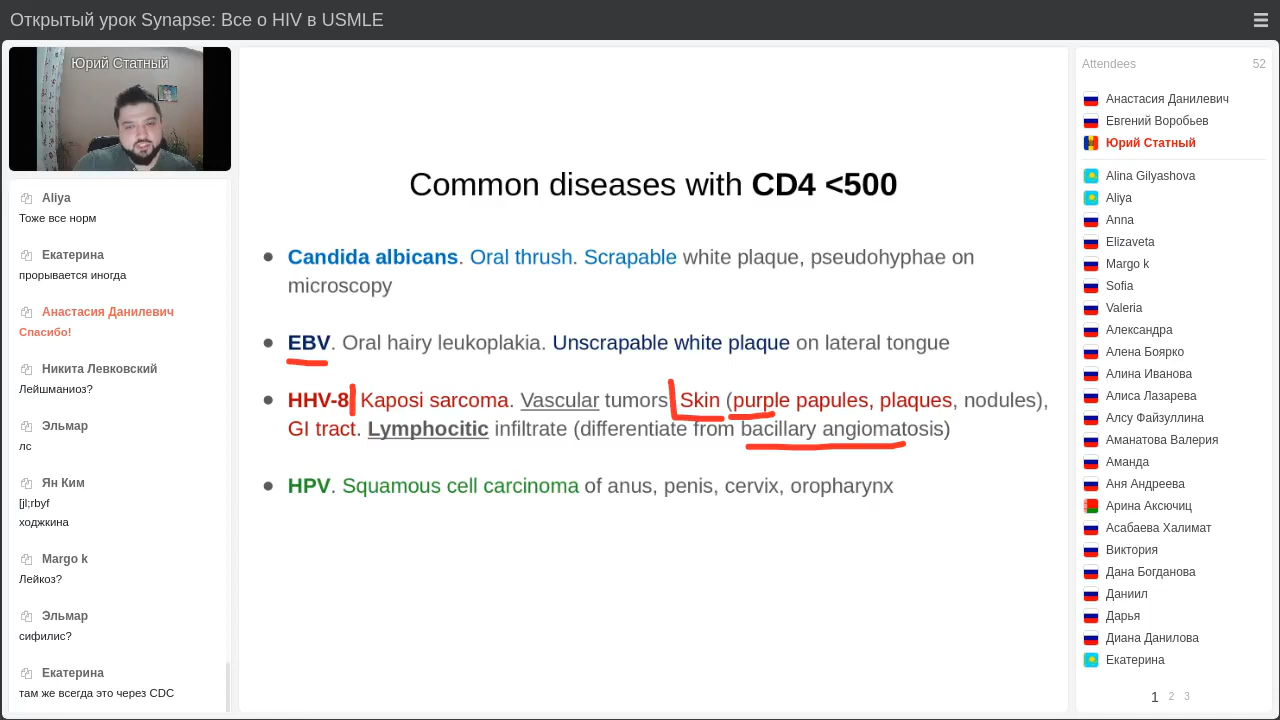 Открытый урок Synapse: Все о HIV в USMLE
Юрий Статный
Aliya
Тоже все норм
Екатерина
прорывается иногда
Анастасия Данилевич
Спасибо!
Никита Левковский
Лейшманиоз?
Эльмар
лс
Ян Ким
[jl;rbyf
ходжкина
Margo k
Лейкоз?
Эльмар
сифилис?
Екатерина
там же всегда это через CDC
Common diseases with CD4 <500
Candida albicans. Oral thrush. Scrapable white plaque, pseudohyphae on
microscopy
EBV. Oral hairy leukoplakia. Unscrapable white plaque on lateral tongue
HHV-8 Kaposi sarcoma. Vascular tumors Skin (purple papules, plaques, nodules),
GI tract. Lymphocitic infiltrate (differentiate from bacillary angiomatosis)
HPV. Squamous cell carcinoma of anus, penis, cervix, oropharynx
Attendees 52
Анастасия Данилевич
Евгений Воробьев
Юрий Статный
Alina Gilyashova
Aliya
Anna
Elizaveta
Margo k
Sofia
Valeria
Александра
Алена Боярко
Алина Иванова
Алиса Лазарева
Алсу Файзуллина
Аманатова Валерия
Аманда
Аня Андреева
Арина Аксючиц
Асабаева Халимат
Виктория
Дана Богданова
Даниил
Дарья
Диана Данилова
Екатерина
1 2 3